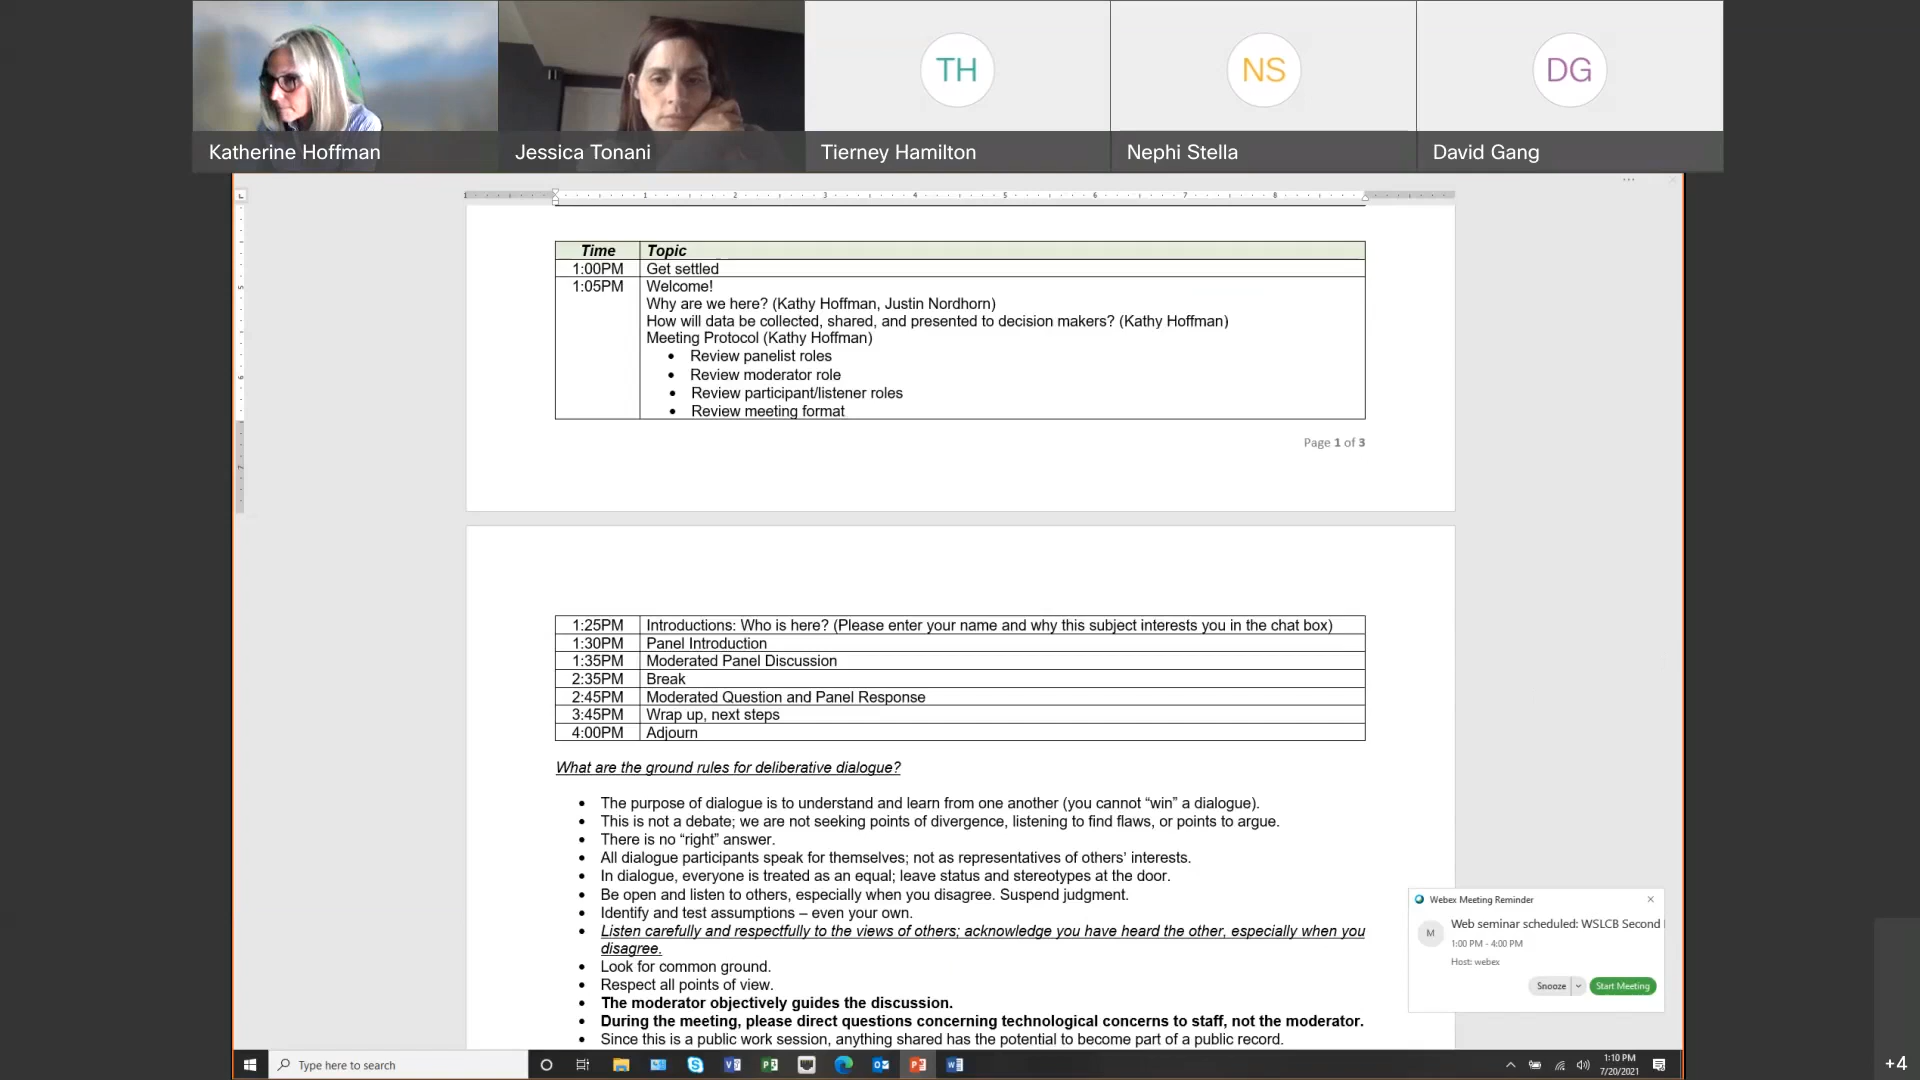 TH
NS
DG
Katherine Hoffman
Jessica Tonani
Tierney Hamilton
Nephi Stella
David Gang
Time Topic
1:00PM Get settled
1:05PM Welcome!
Why are we here? (Kathy Hoffman, Justin Nordhorn)
How will data be collected, shared, and presented to decision makers? (Kathy Hoffman)
Meeting Protocol (Kathy Hoffman)
• Review panelist roles
• Review moderator role
• Review participant/listener roles
• Review meeting format
Page 1 of 3
1:25PM Introductions: Who is here? (Please enter your name and why this subject interests you in the chat box)
1:30PM Panel Introduction
1:35PM Moderated Panel Discussion
2:35PM Break
2:45PM Moderated Question and Panel Response
3:45PM Wrap up, next steps
4:00PM Adjourn
What are the ground rules for deliberative dialogue?
• The purpose of dialogue is to understand and learn from one another (you cannot “win” a dialogue).
• This is not a debate; we are not seeking points of divergence, listening to find flaws, or points to argue.
• There is no “right” answer.
• All dialogue participants speak for themselves; not as representatives of others’ interests.
• In dialogue, everyone is treated as an equal; leave status and stereotypes at the door.
• Be open and listen to others, especially when you disagree. Suspend judgment.
• Identify and test assumptions – even your own.
• Listen carefully and respectfully to the views of others; acknowledge you have heard the other, especially when you
disagree.
• Look for common ground.
• Respect all points of view.
• The moderator objectively guides the discussion.
• During the meeting, please direct questions concerning technological concerns to staff, not the moderator.
• Since this is a public work session, anything shared has the potential to become part of a public record.
Webex Meeting Reminder
M
Web seminar scheduled: WSLCB Second
1:00 PM - 4:00 PM
Host: webex
Snooze Start Meeting
Type here to search
1:10 PM
7/20/2021
+4